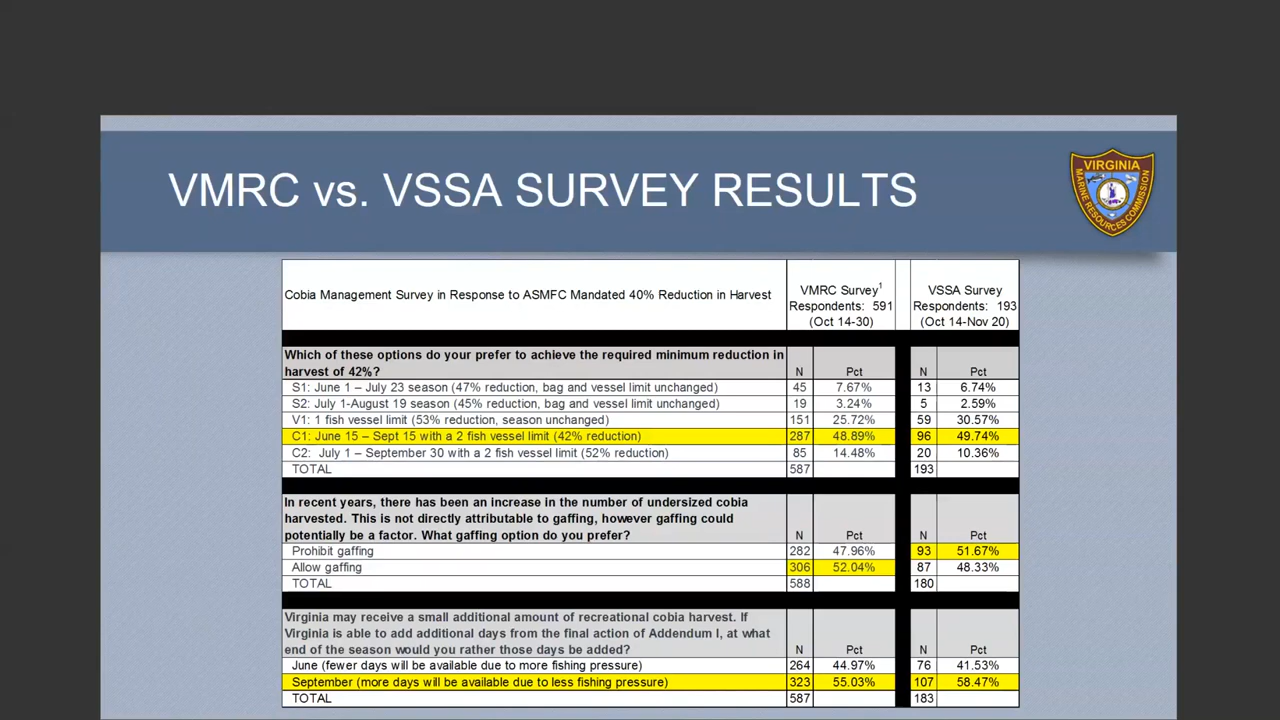 VMRC vs. VSSA SURVEY RESULTS
VIRGINIA
MARINE RESOURCES COMMISSION
Cobia Management Survey in Response to ASMFC Mandated 40% Reduction in Harvest
VMRC Survey1
Respondents: 591
(Oct 14-30)
VSSA Survey
Respondents: 193
(Oct 14-Nov 20)
Which of these options do your prefer to achieve the required minimum reduction in
harvest of 42%? N Pct N Pct
S1: June 1 – July 23 season (47% reduction, bag and vessel limit unchanged) 45 7.67% 13 6.74%
S2: July 1-August 19 season (45% reduction, bag and vessel limit unchanged) 19 3.24% 5 2.59%
V1: 1 fish vessel limit (53% reduction, season unchanged) 151 25.72% 59 30.57%
C1: June 15 – Sept 15 with a 2 fish vessel limit (42% reduction) 287 48.89% 96 49.74%
C2: July 1 – September 30 with a 2 fish vessel limit (52% reduction) 85 14.48% 20 10.36%
TOTAL 587 193
In recent years, there has been an increase in the number of undersized cobia
harvested. This is not directly attributable to gaffing, however gaffing could
potentially be a factor. What gaffing option do you prefer? N Pct N Pct
Prohibit gaffing 282 47.96% 93 51.67%
Allow gaffing 306 52.04% 87 48.33%
TOTAL 588 180
Virginia may receive a small additional amount of recreational cobia harvest. If
Virginia is able to add additional days from the final action of Addendum I, at what
end of the season would you rather those days be added? N Pct N Pct
June (fewer days will be available due to more fishing pressure) 264 44.97% 76 41.53%
September (more days will be available due to less fishing pressure) 323 55.03% 107 58.47%
TOTAL 587 183